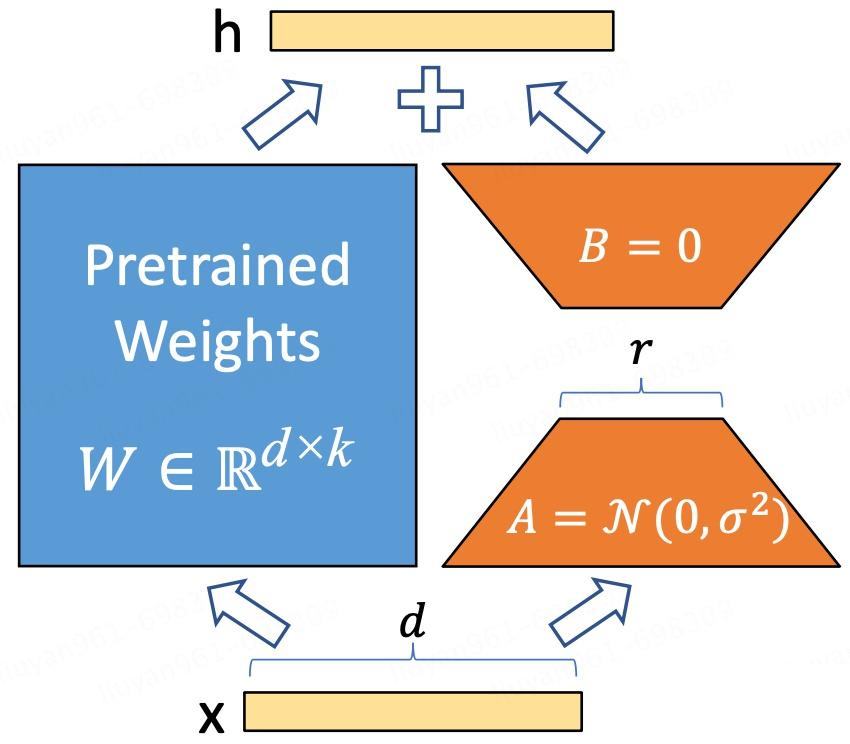 h
Pretrained
Weights
W ∈ ℝ^{d×k}
B = 0
r
A = 𝒩(0, σ²)
d
x